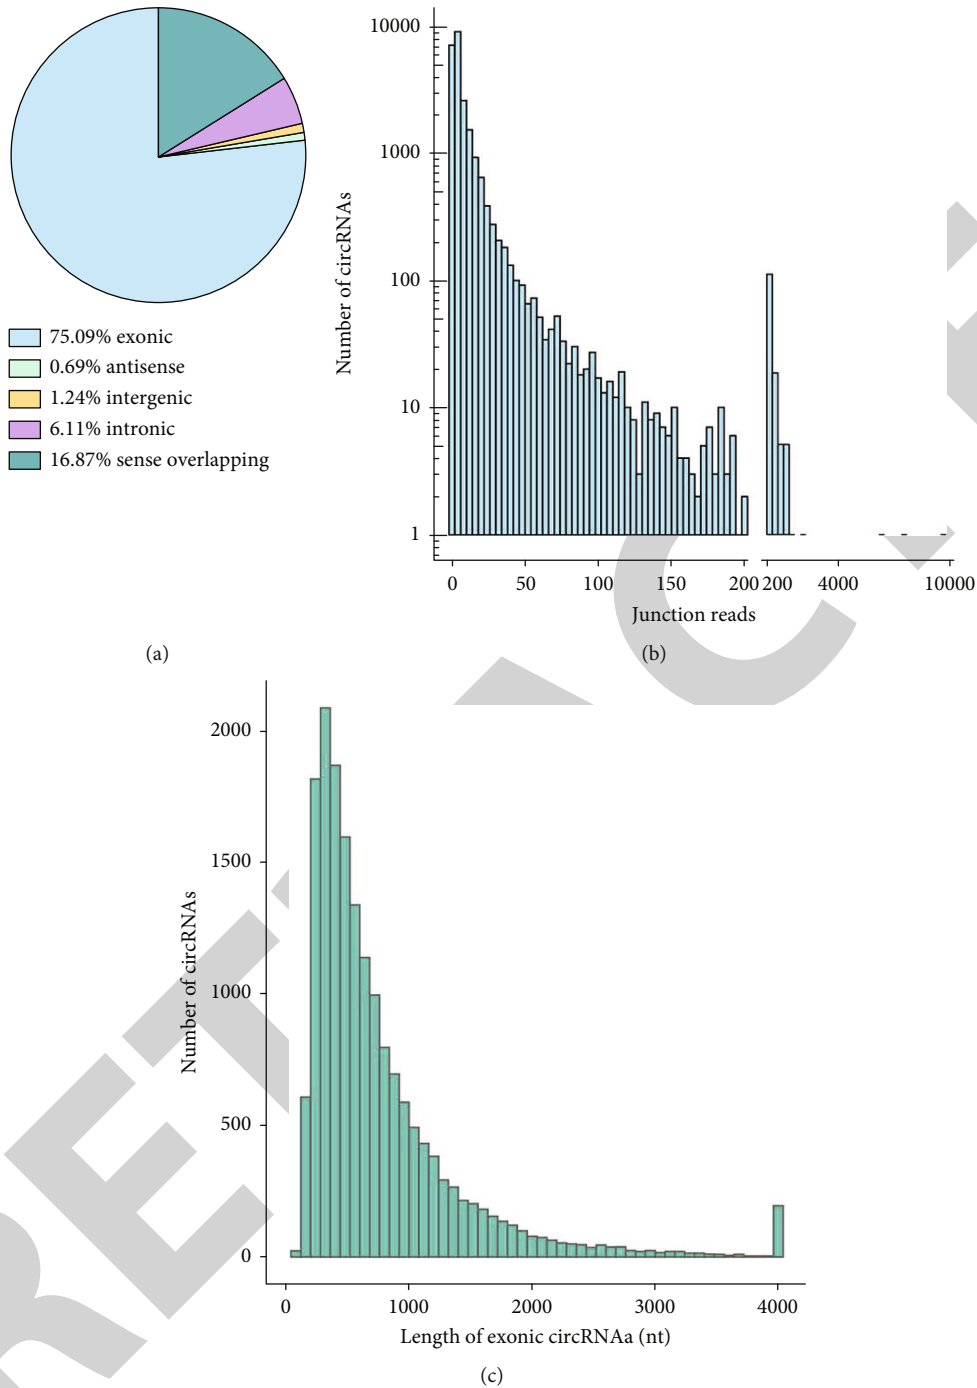 75.09% exonic
0.69% antisense
1.24% intergenic
6.11% intronic
16.87% sense overlapping
(a)
10000
1000
100
10
1
Number of circRNAs
0 50 100 150 200 200 4000 10000
Junction reads
(b)
2000
1500
1000
500
0
Number of circRNAs
0 1000 2000 3000 4000
Length of exonic circRNAa (nt)
(c)